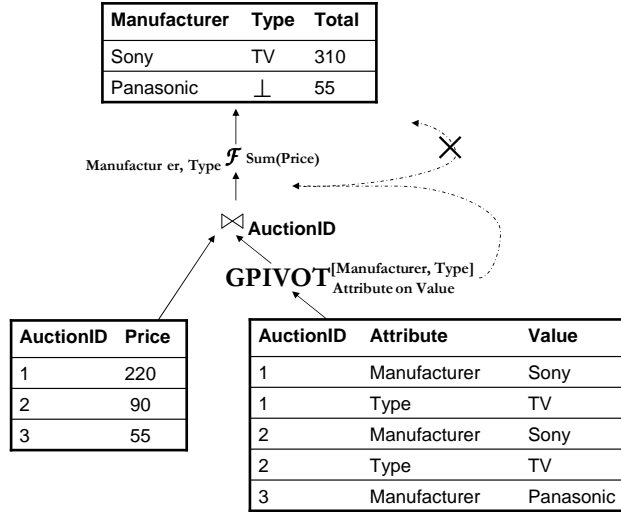 Manufacturer Type Total
Sony TV 310
Panasonic ⊥ 55
Manufactur er, Type ℱ Sum(Price)
⋈ AuctionID
GPIVOT [Manufacturer, Type]
Attribute on Value
AuctionID Price
1 220
2 90
3 55
AuctionID Attribute Value
1 Manufacturer Sony
1 Type TV
2 Manufacturer Sony
2 Type TV
3 Manufacturer Panasonic